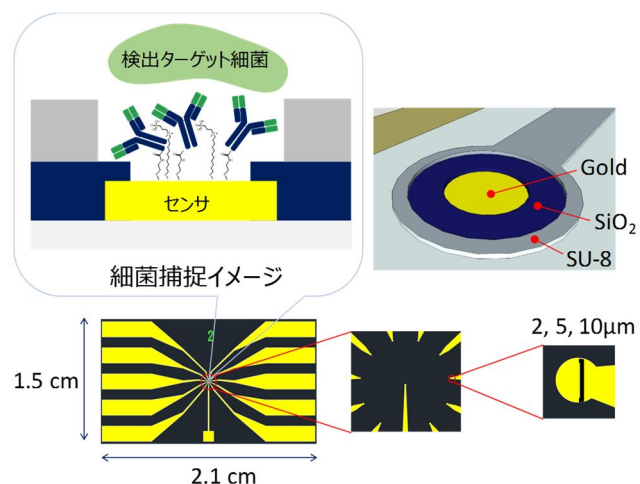 検出ターゲット細菌
センサ
細菌捕捉イメージ
Gold
SiO₂
SU-8
2
2, 5, 10μm
1.5 cm
2.1 cm